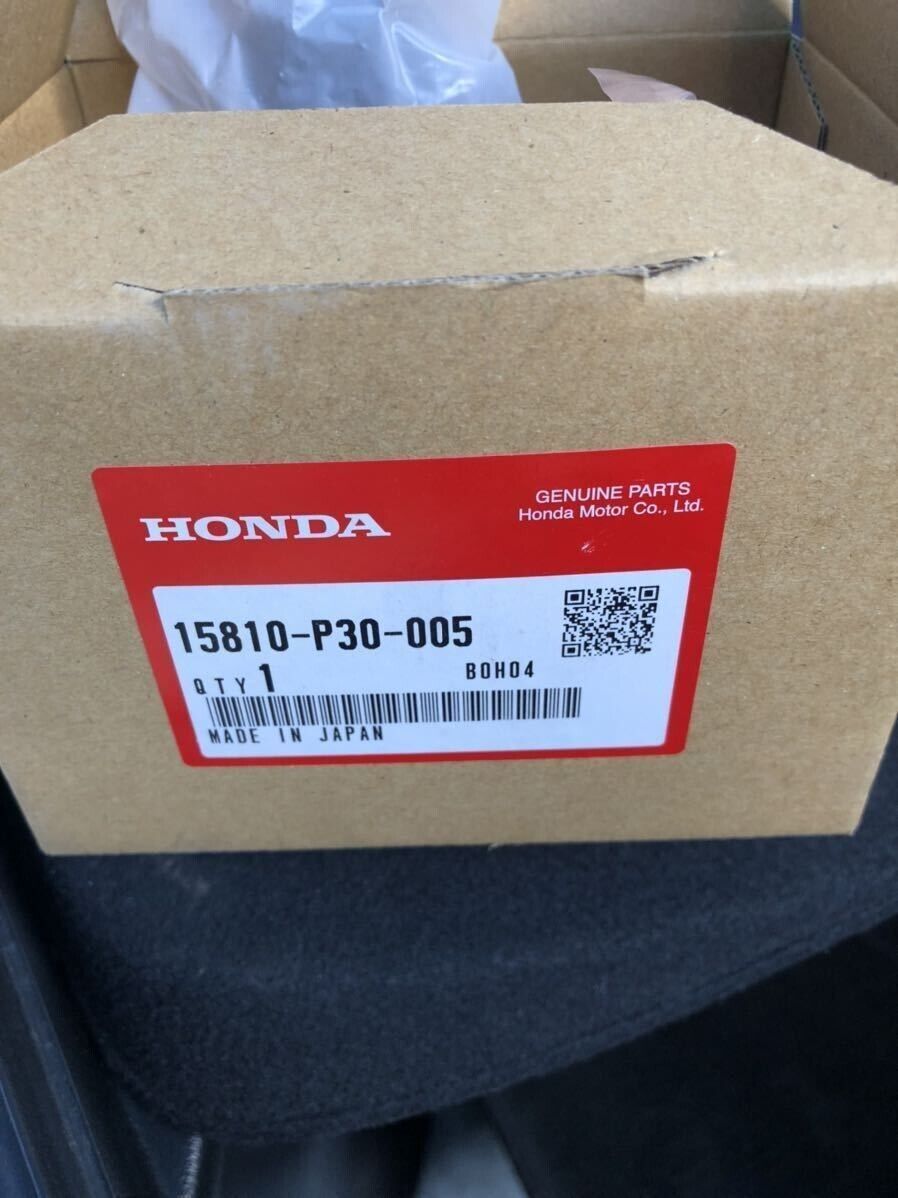 HONDA
GENUINE PARTS
Honda Motor Co., Ltd.
15810-P30-005
QTY 1
B0H04
MADE IN JAPAN